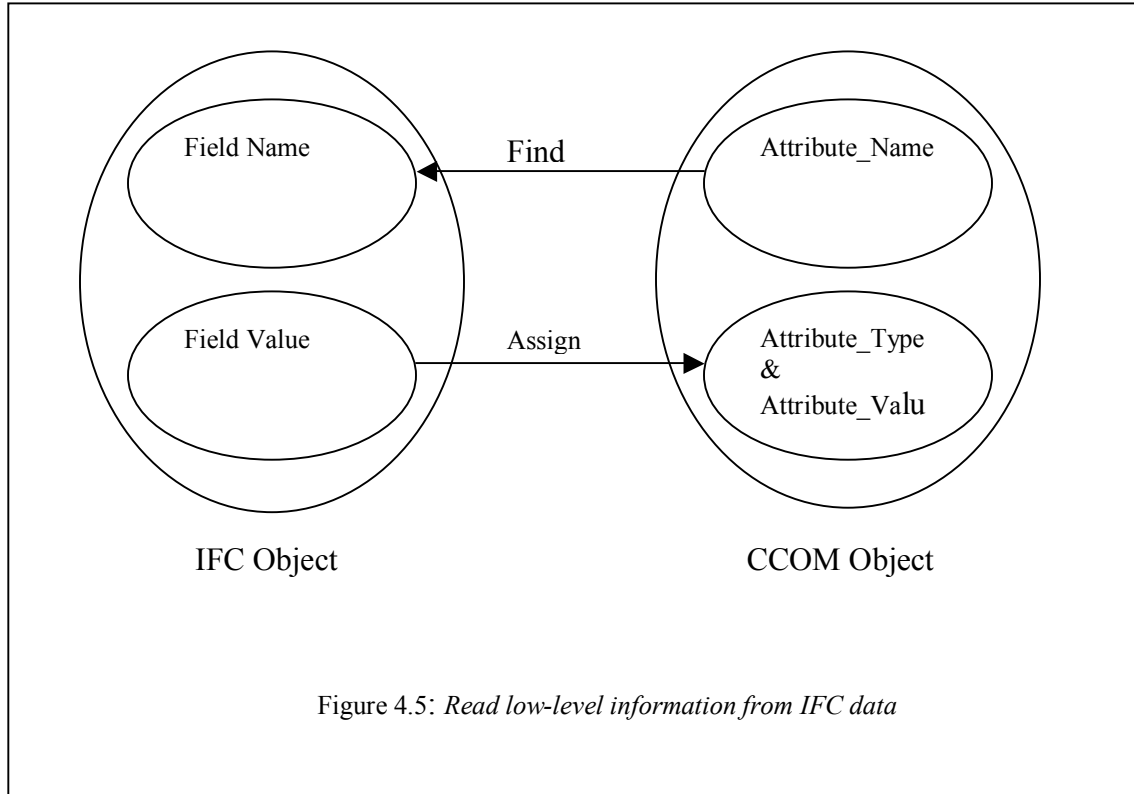 Field Name
Find
Attribute_Name
Field Value
Assign
Attribute_Type
&
Attribute_Valu
IFC Object
CCOM Object
Figure 4.5: Read low-level information from IFC data